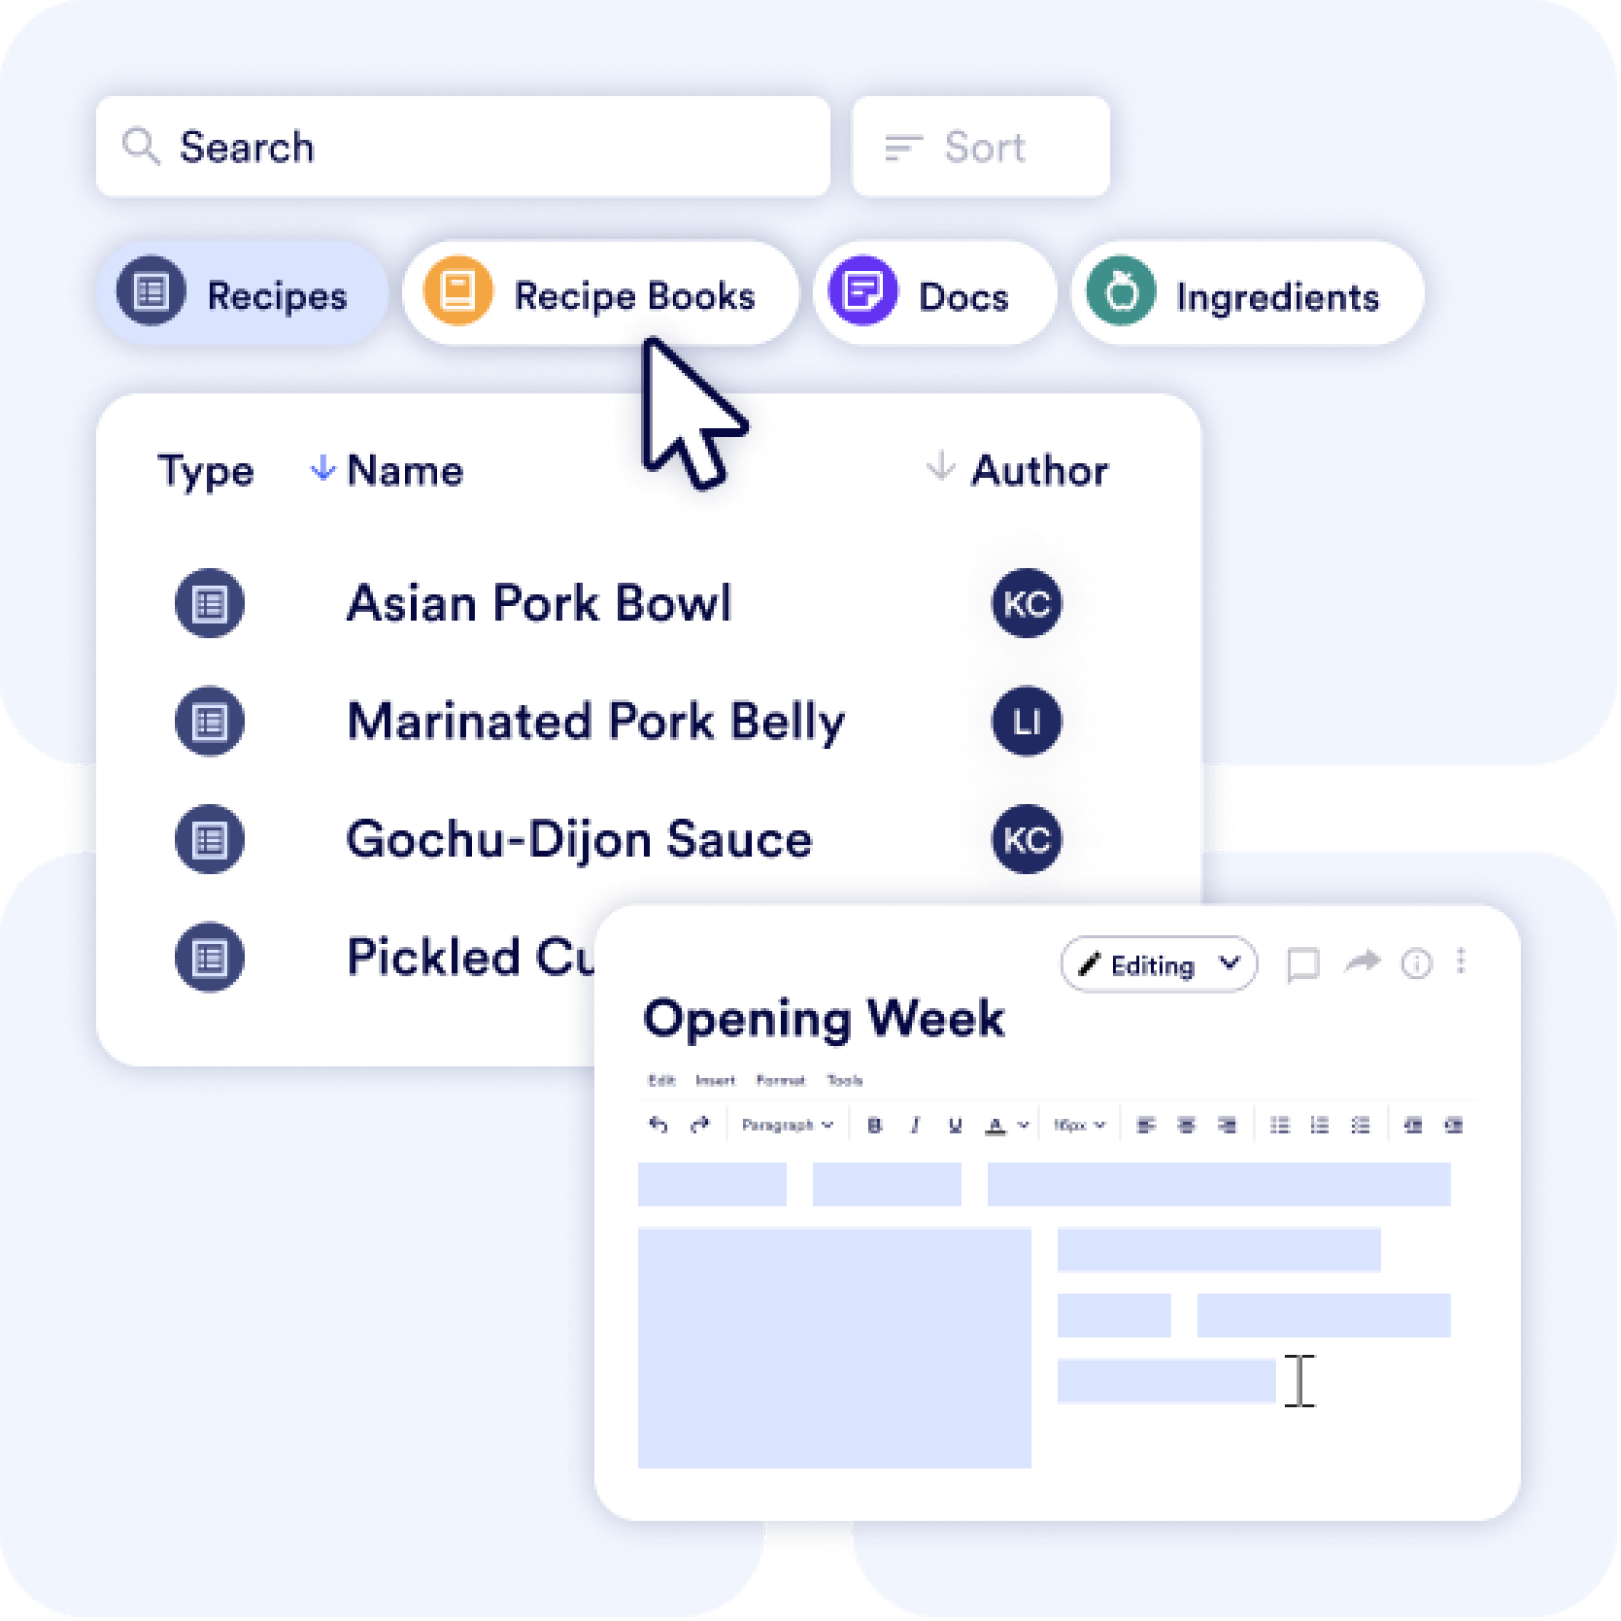 Search Sort
Recipes Recipe Books Docs Ingredients
Type Name Author
Asian Pork Bowl KC
Marinated Pork Belly LI
Gochu-Dijon Sauce KC
Pickled Cu
Editing
Opening Week
Edit Insert Format Tools
Paragraph B I U A 16px